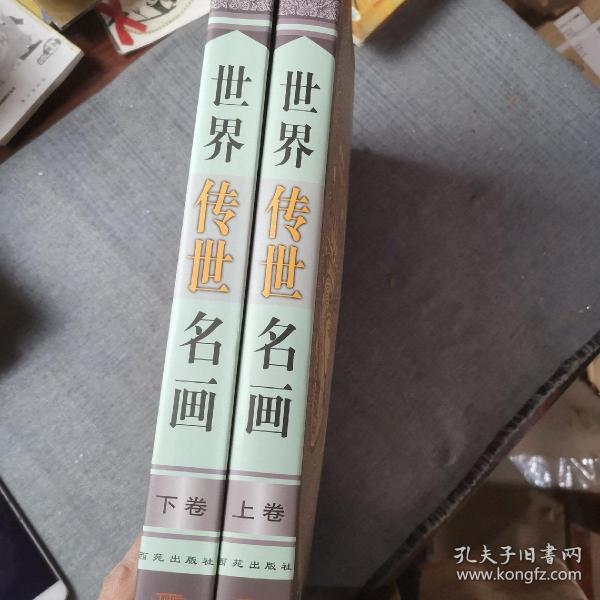 世界传世名画
下卷
西苑出版社
世界传世名画
上卷
西苑出版社
孔夫子旧书网
www.kongfz.com